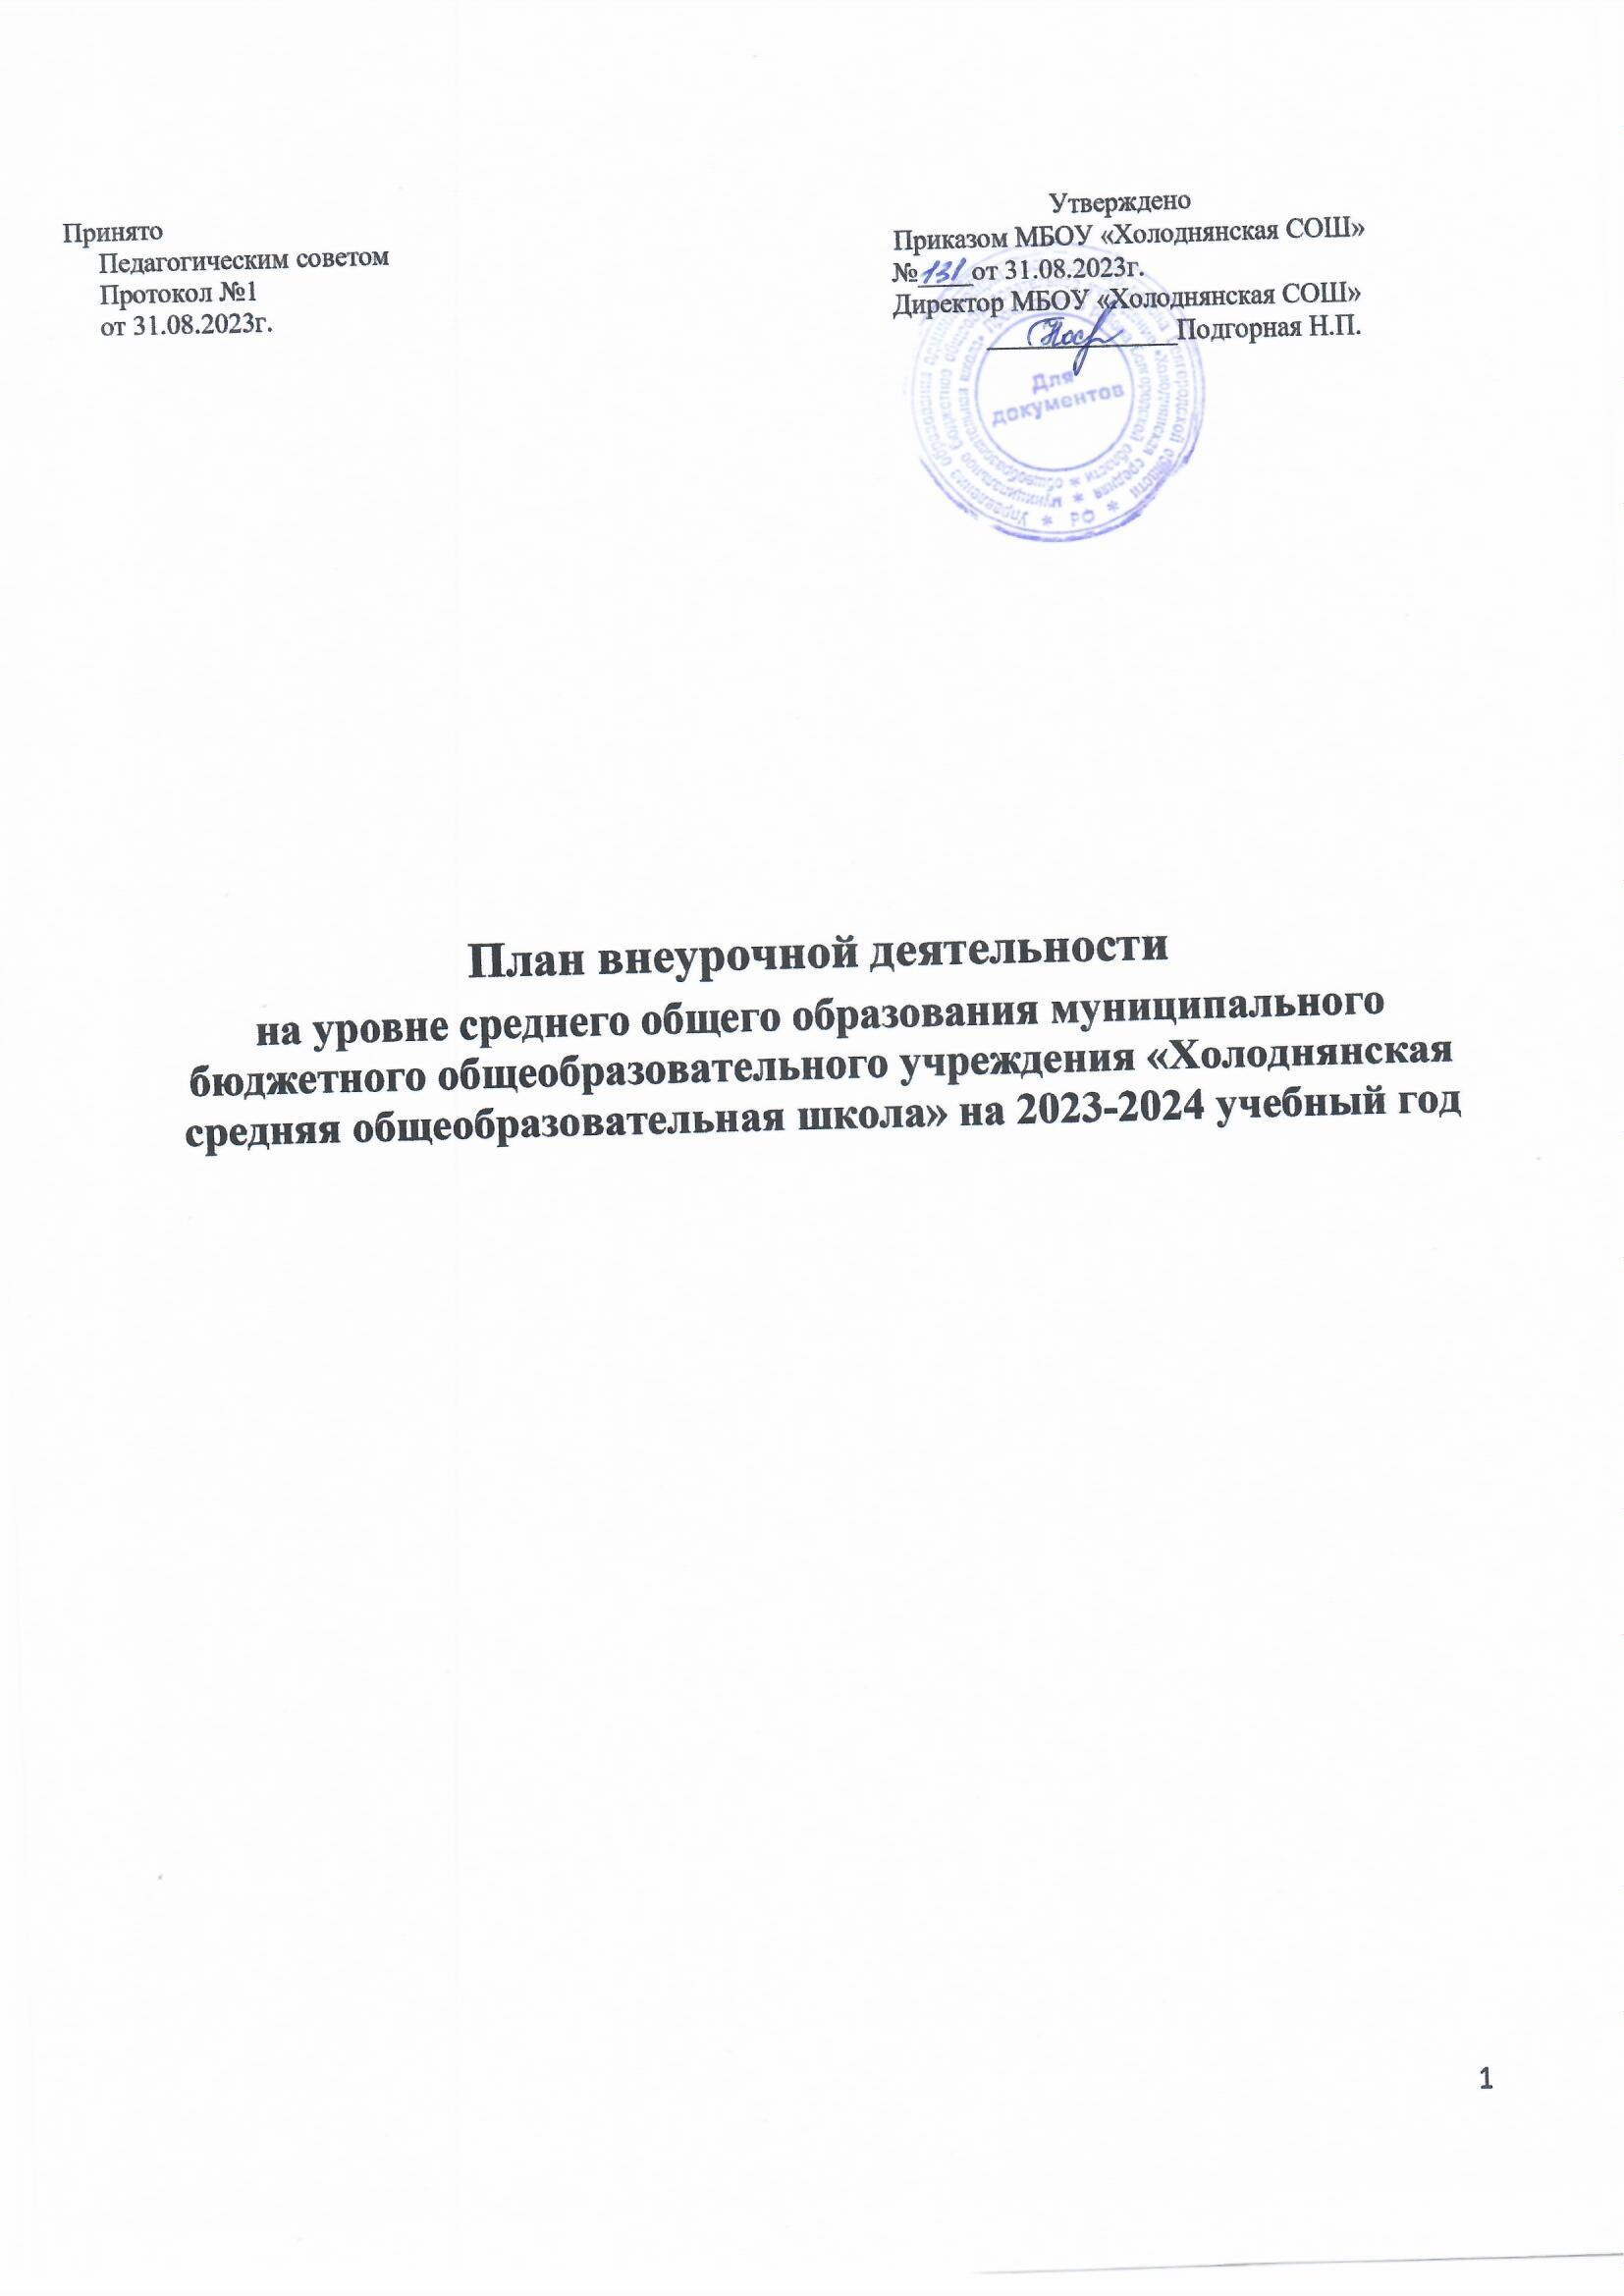 Принято
Педагогическим советом
Протокол №1
от 31.08.2023г.
Утверждено
Приказом МБОУ «Холоднянская СОШ»
№131 от 31.08.2023г.
Директор МБОУ «Холоднянская СОШ»
Подгорная Н.П.
Для
документов
План внеурочной деятельности
на уровне среднего общего образования муниципального
бюджетного общеобразовательного учреждения «Холоднянская
средняя общеобразовательная школа» на 2023-2024 учебный год
1